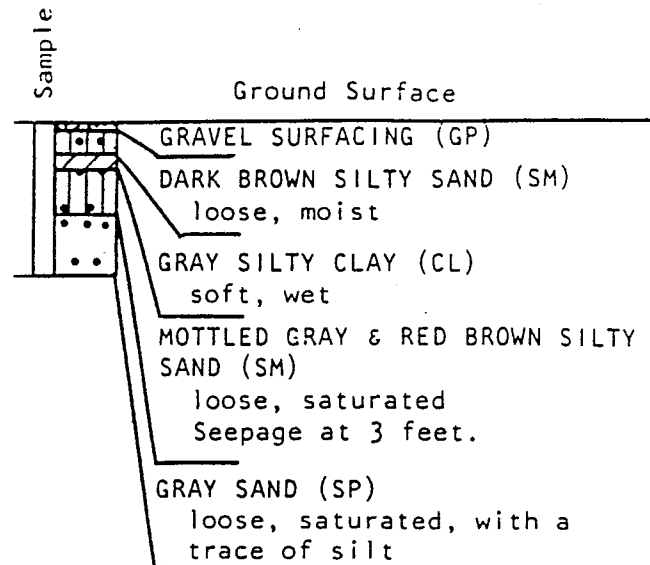 Sample
Ground Surface
GRAVEL SURFACING (GP)
DARK BROWN SILTY SAND (SM)
loose, moist
GRAY SILTY CLAY (CL)
soft, wet
MOTTLED GRAY & RED BROWN SILTY
SAND (SM)
loose, saturated
Seepage at 3 feet.
GRAY SAND (SP)
loose, saturated, with a
trace of silt